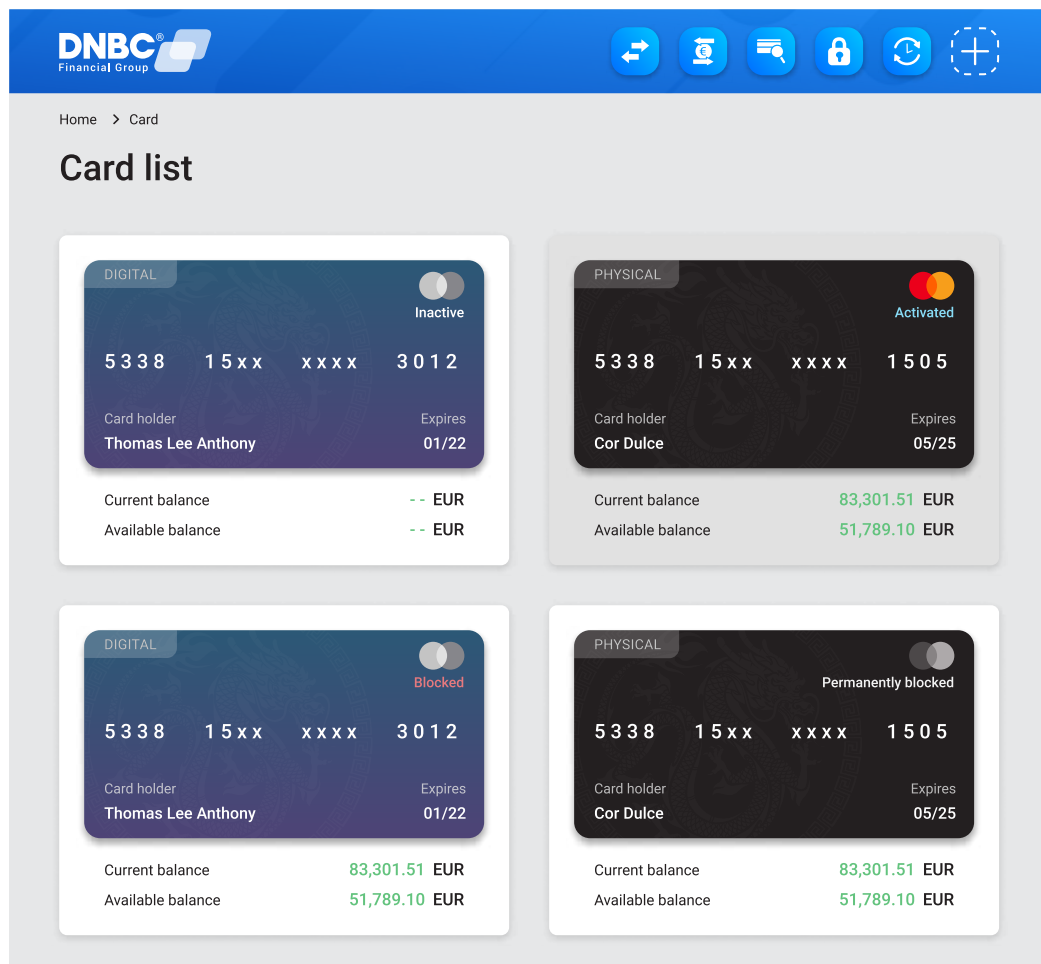 DNBC®
Financial Group
Home > Card
Card list
DIGITAL
Inactive
5338 15xx xxxx 3012
Card holder Expires
Thomas Lee Anthony 01/22
Current balance -- EUR
Available balance -- EUR
PHYSICAL
Activated
5338 15xx xxxx 1505
Card holder Expires
Cor Dulce 05/25
Current balance 83,301.51 EUR
Available balance 51,789.10 EUR
DIGITAL
Blocked
5338 15xx xxxx 3012
Card holder Expires
Thomas Lee Anthony 01/22
Current balance 83,301.51 EUR
Available balance 51,789.10 EUR
PHYSICAL
Permanently blocked
5338 15xx xxxx 1505
Card holder Expires
Cor Dulce 05/25
Current balance 83,301.51 EUR
Available balance 51,789.10 EUR